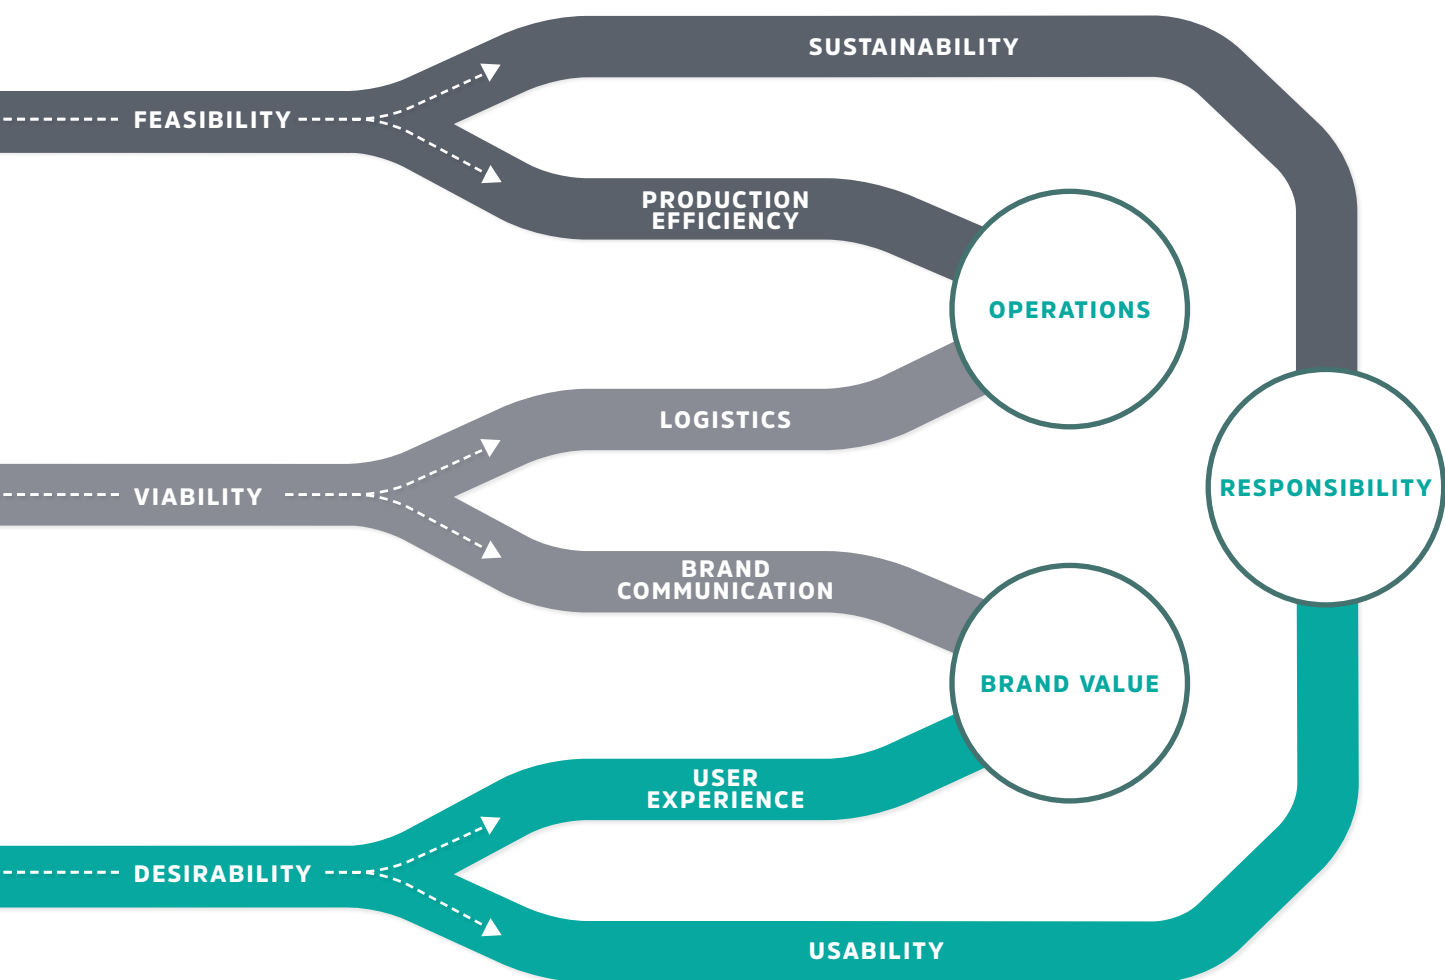 SUSTAINABILITY
FEASIBILITY
PRODUCTION
EFFICIENCY
OPERATIONS
LOGISTICS
RESPONSIBILITY
VIABILITY
BRAND
COMMUNICATION
BRAND VALUE
USER
EXPERIENCE
DESIRABILITY
USABILITY